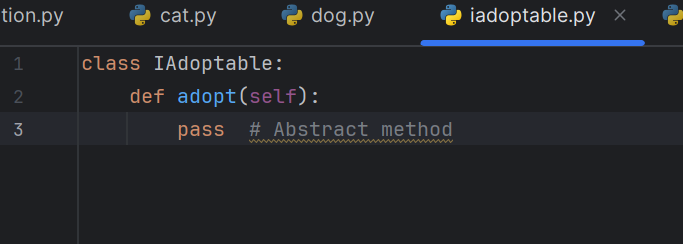 tion.py cat.py dog.py iadoptable.py
1 class IAdoptable:
2 def adopt(self):
3 pass # Abstract method